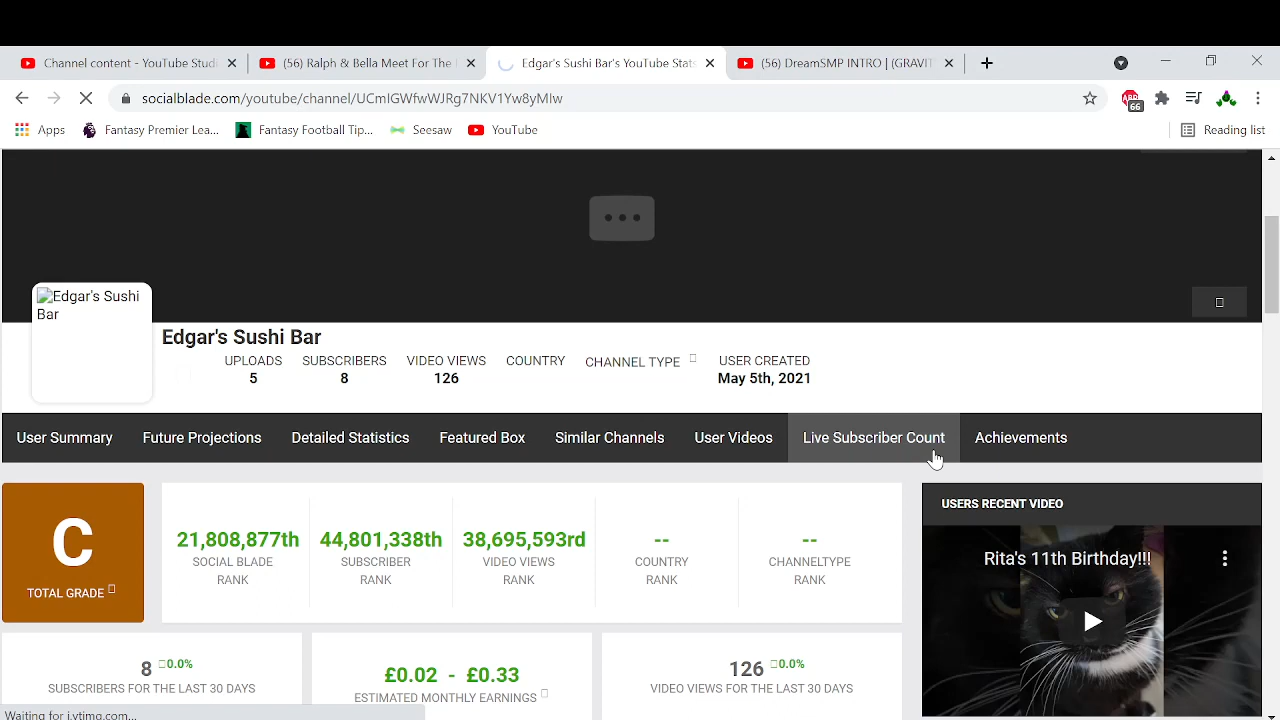 Channel content - YouTube Studi
(56) Ralph & Bella Meet For The
Edgar's Sushi Bar's YouTube Stats
(56) DreamSMP INTRO | (GRAVIT
socialblade.com/youtube/channel/UCmIGWfwWJRg7NKV1Yw8yMIw
ABP
66
Apps
Fantasy Premier Lea...
Fantasy Football Tip...
Seesaw
YouTube
Reading list
Edgar's Sushi
Bar
Edgar's Sushi Bar
UPLOADS
5
SUBSCRIBERS
8
VIDEO VIEWS
126
COUNTRY
CHANNEL TYPE
USER CREATED
May 5th, 2021
User Summary
Future Projections
Detailed Statistics
Featured Box
Similar Channels
User Videos
Live Subscriber Count
Achievements
C
TOTAL GRADE
21,808,877th
SOCIAL BLADE
RANK
44,801,338th
SUBSCRIBER
RANK
38,695,593rd
VIDEO VIEWS
RANK
--
COUNTRY
RANK
--
CHANNELTYPE
RANK
USERS RECENT VIDEO
Rita's 11th Birthday!!!
8 0.0%
SUBSCRIBERS FOR THE LAST 30 DAYS
£0.02 - £0.33
ESTIMATED MONTHLY EARNINGS
126 0.0%
VIDEO VIEWS FOR THE LAST 30 DAYS
Waiting for i.ytimg.com...